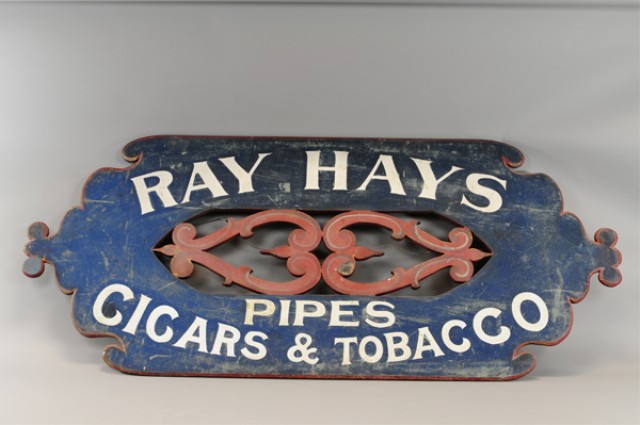 RAY HAYS
PIPES
CIGARS & TOBACCO